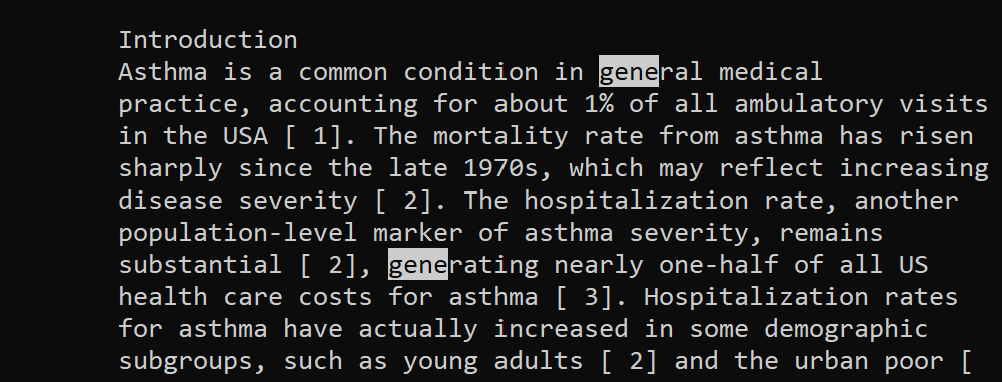 Introduction
Asthma is a common condition in general medical
practice, accounting for about 1% of all ambulatory visits
in the USA [ 1]. The mortality rate from asthma has risen
sharply since the late 1970s, which may reflect increasing
disease severity [ 2]. The hospitalization rate, another
population-level marker of asthma severity, remains
substantial [ 2], generating nearly one-half of all US
health care costs for asthma [ 3]. Hospitalization rates
for asthma have actually increased in some demographic
subgroups, such as young adults [ 2] and the urban poor [